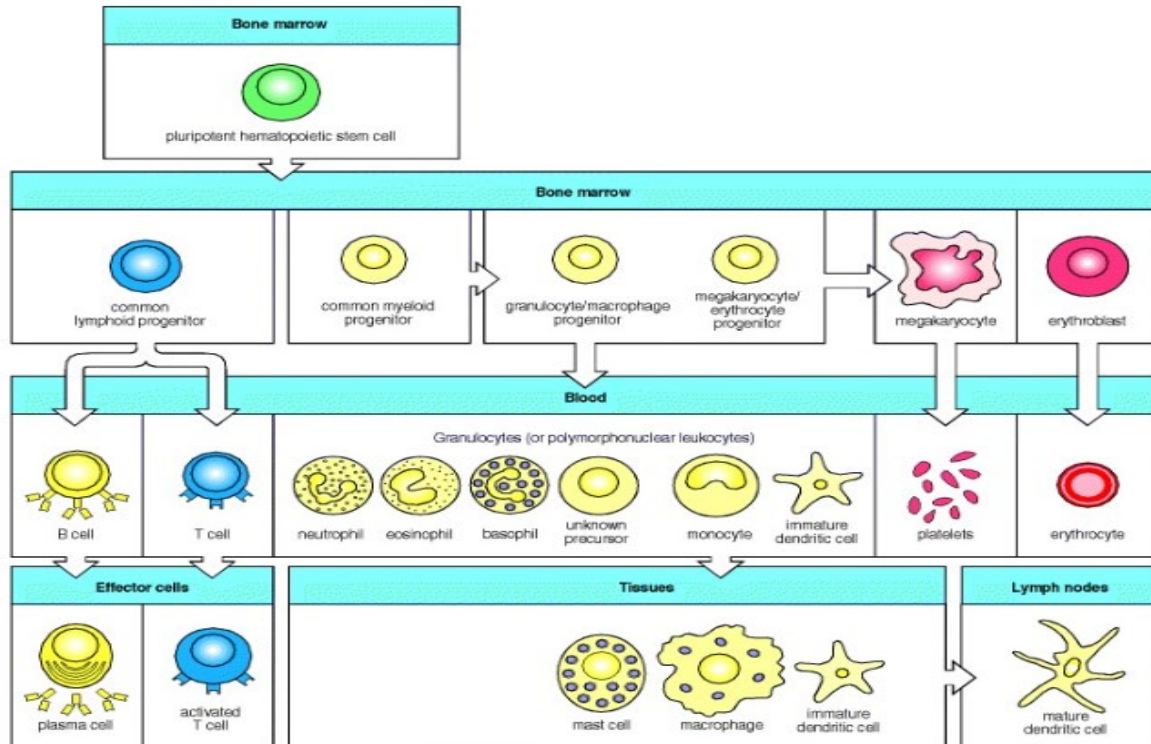 Bone marrow
pluripotent hematopoietic stem cell
Bone marrow
common
lymphoid progenitor
common myeloid
progenitor
granulocyte/macrophage
progenitor
megakaryocyte/
erythrocyte
progenitor
megakaryocyte
erythroblast
Blood
Granulocytes (or polymorphonuclear leukocytes)
B cell
T cell
neutrophil
eosinophil
basophil
unknown
precursor
monocyte
immature
dendritic cell
platelets
erythrocyte
Effector cells
Tissues
Lymph nodes
plasma cell
activated
T cell
mast cell
macrophage
immature
dendritic cell
mature
dendritic cell